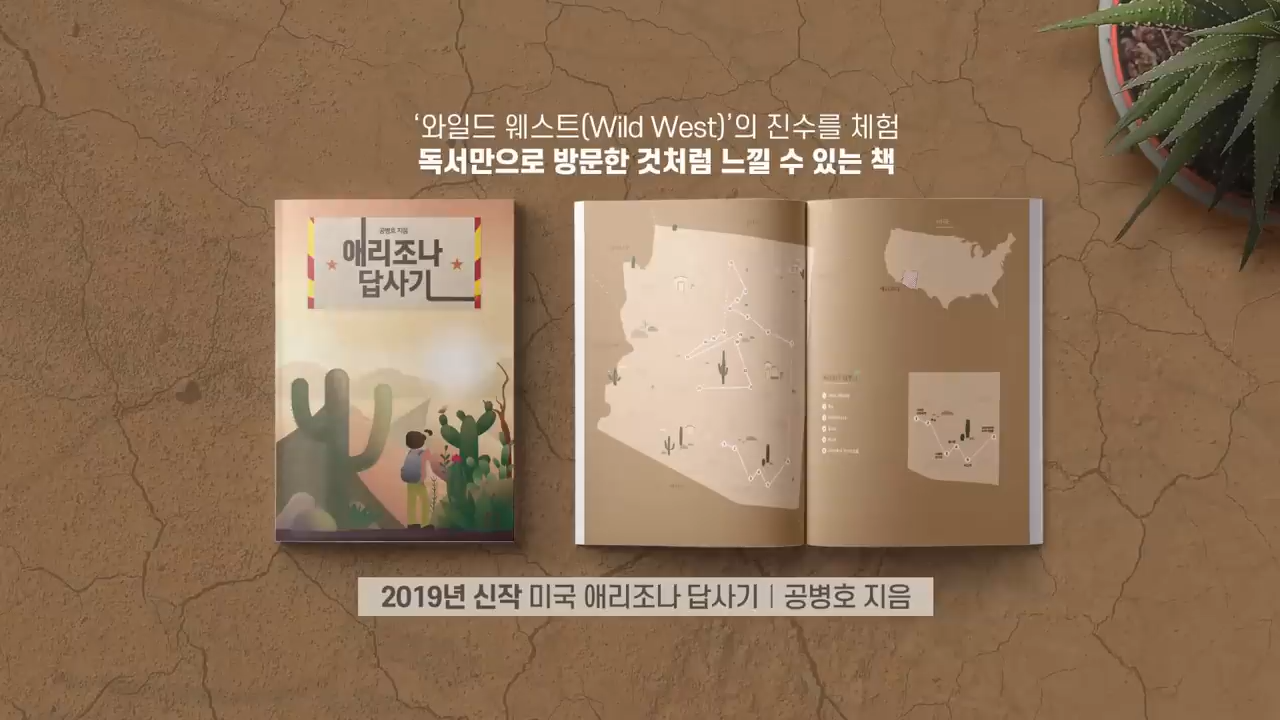 ‘와일드 웨스트(Wild West)’의 진수를 체험
독서만으로 방문한 것처럼 느낄 수 있는 책
공병호 지음
애리조나
답사기
2019년 신작 미국 애리조나 답사기 | 공병호 지음